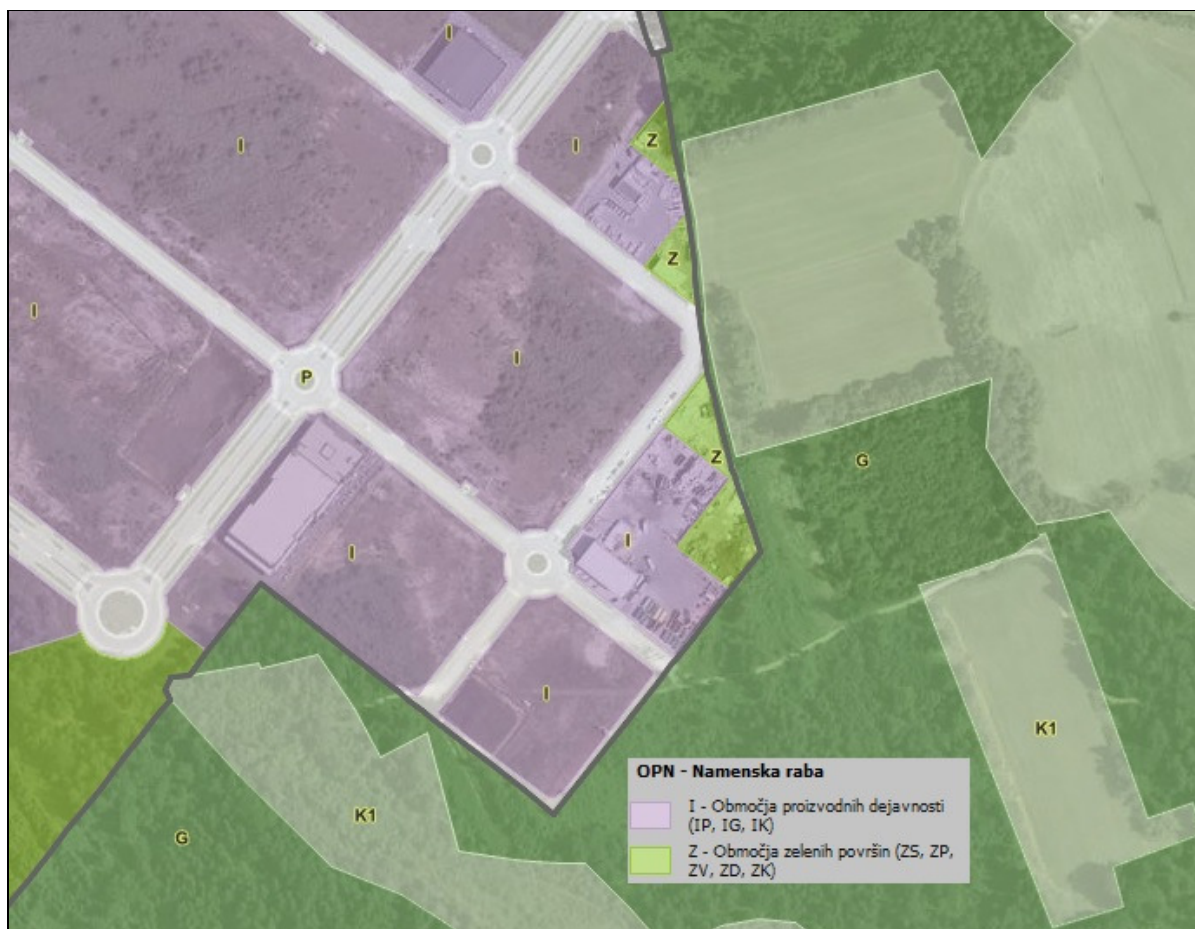 I
I
I
Z
Z
I
I
P
Z
G
I
I
I
K1
K1
G
OPN - Namenska raba
I - Območja proizvodnih dejavnosti
(IP, IG, IK)
Z - Območja zelenih površin (ZS, ZP,
ZV, ZD, ZK)